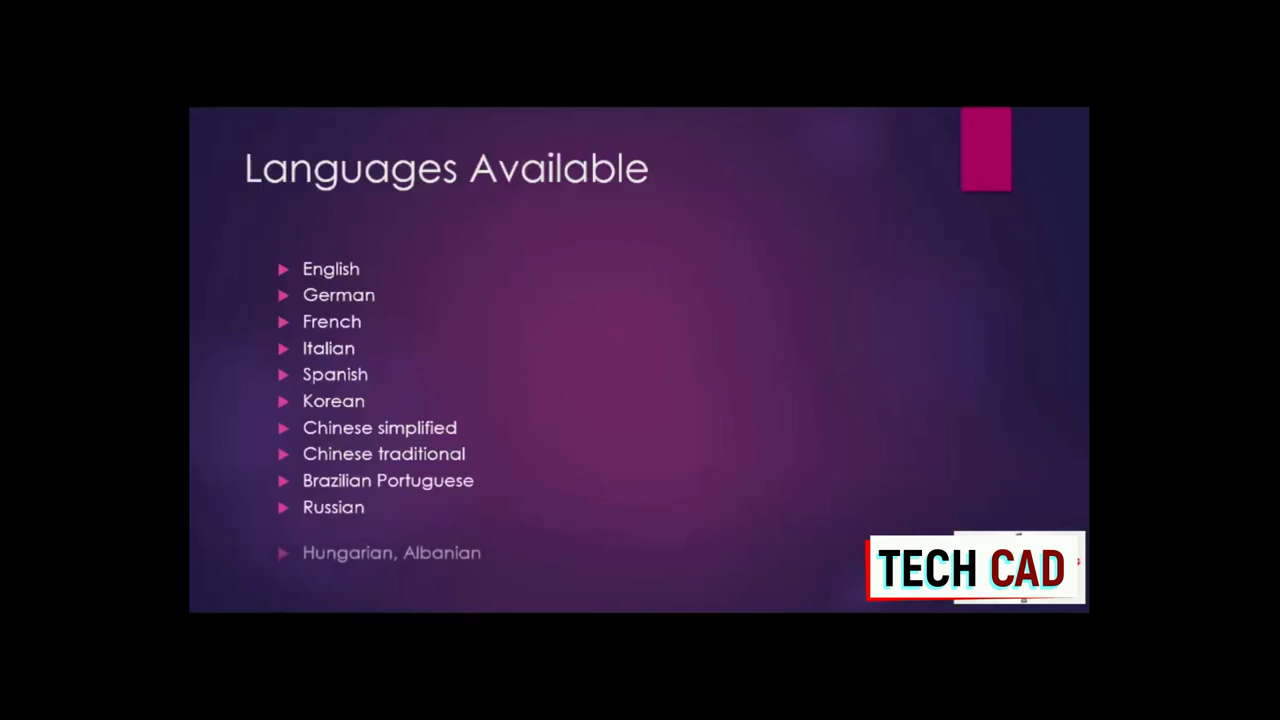 Languages Available
English
German
French
Italian
Spanish
Korean
Chinese simplified
Chinese traditional
Brazilian Portuguese
Russian
Hungarian, Albanian
TECH CAD